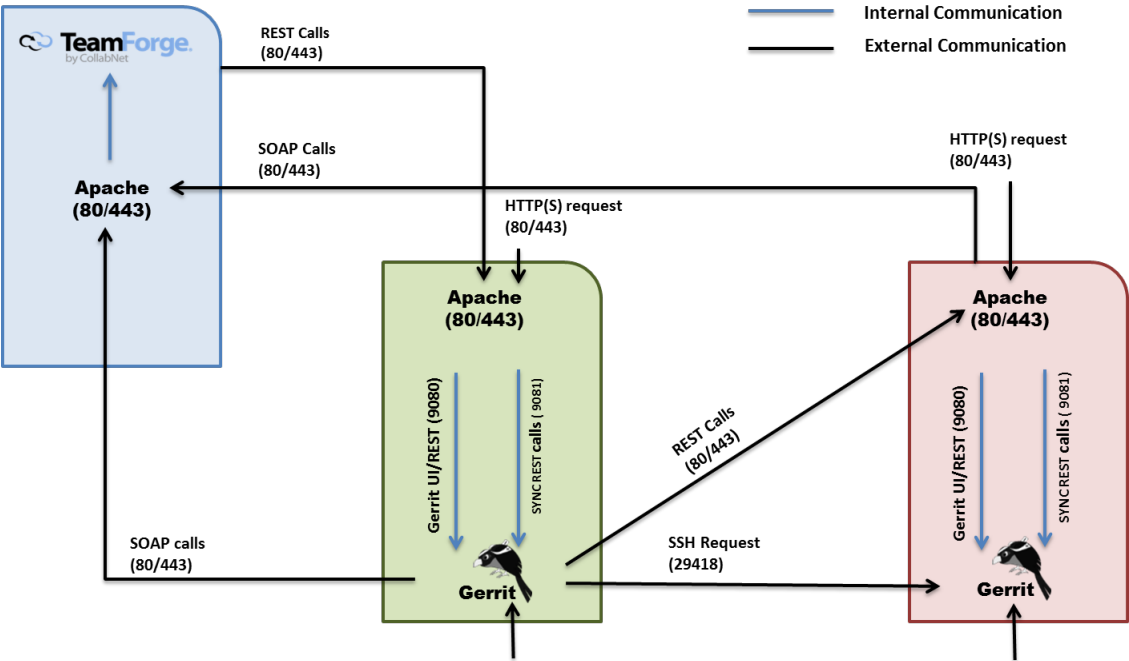 Internal Communication
External Communication
TeamForge.
by CollabNet
REST Calls
(80/443)
SOAP Calls
(80/443)
HTTP(S) request
(80/443)
Apache
(80/443)
HTTP(S) request
(80/443)
Apache
(80/443)
Apache
(80/443)
Gerrit UI/REST (9080)
SYNC REST calls ( 9081)
REST Calls
(80/443)
Gerrit UI/REST (9080)
SYNC REST calls ( 9081)
SOAP calls
(80/443)
SSH Request
(29418)
Gerrit
Gerrit